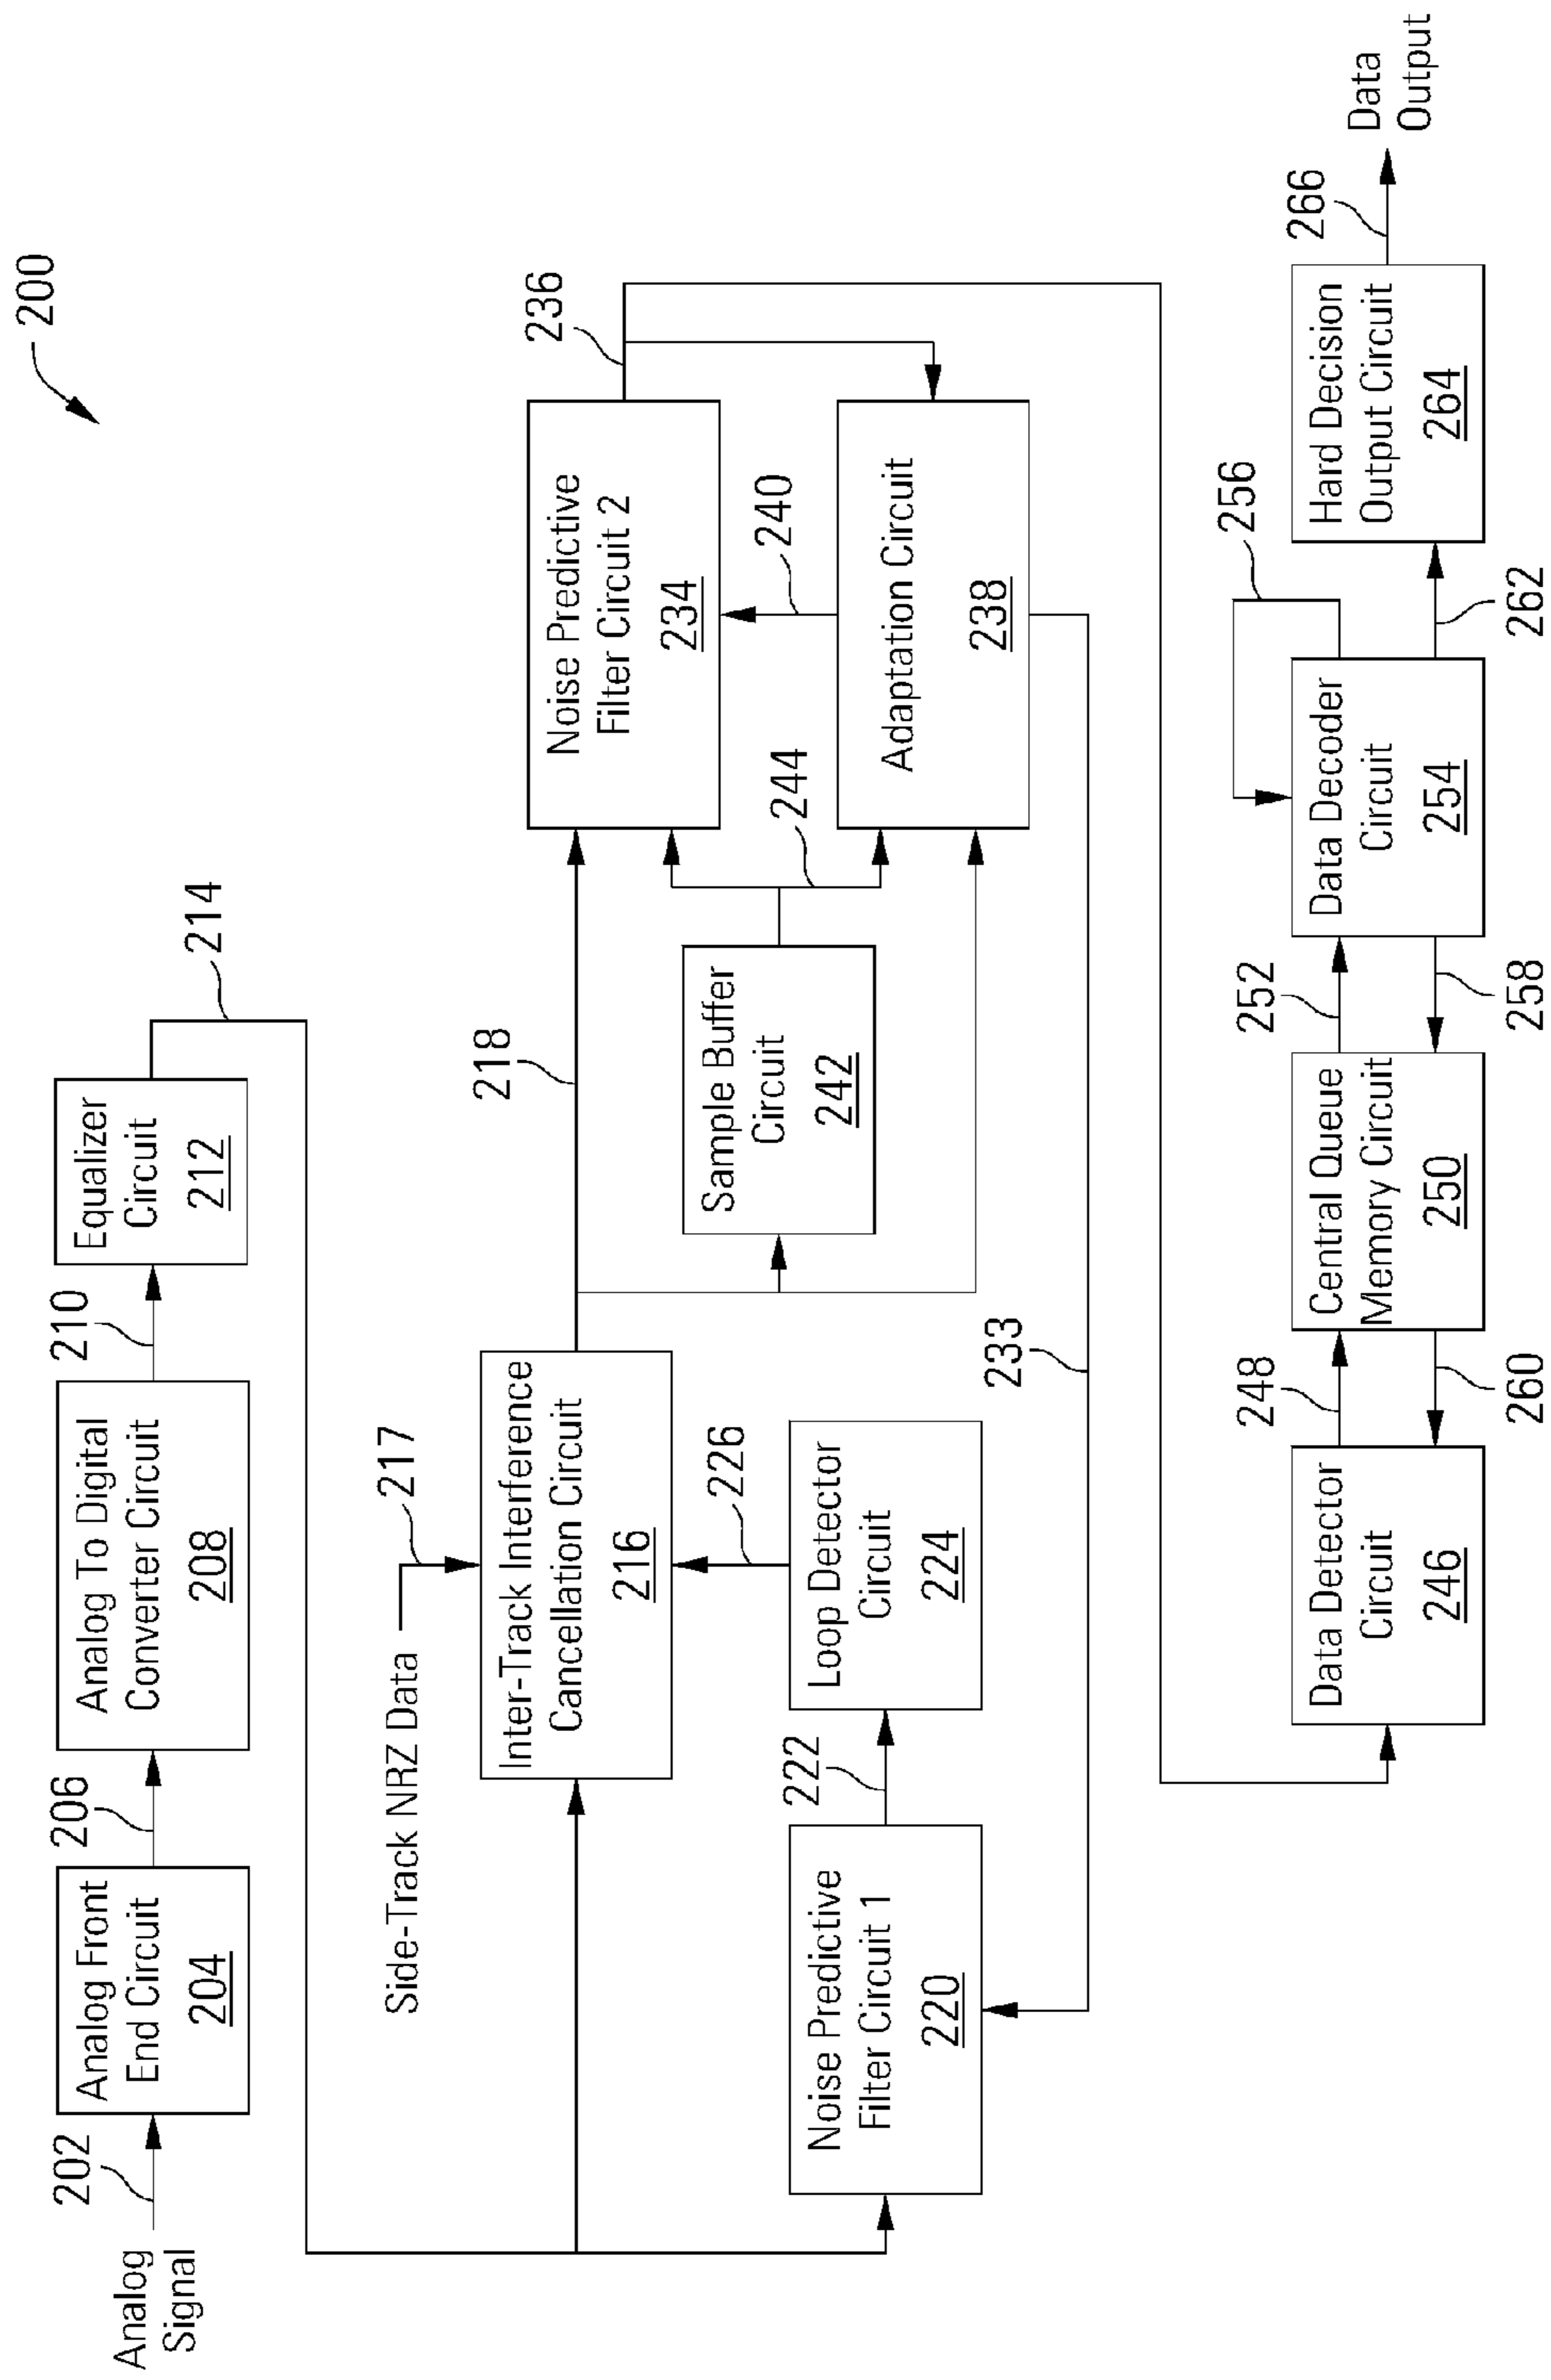 200
Analog
Signal
202
Analog Front
End Circuit
204
206
Analog To Digital
Converter Circuit
208
210
Equalizer
Circuit
212
214
Side-Track NRZ Data
217
Inter-Track Interference
Cancellation Circuit
216
218
Noise Predictive
Filter Circuit 2
234
236
Sample Buffer
Circuit
242
244
240
226
Noise Predictive
Filter Circuit 1
220
222
Loop Detector
Circuit
224
233
Adaptation Circuit
238
Data Detector
Circuit
246
248
260
Central Queue
Memory Circuit
250
252
258
Data Decoder
Circuit
254
256
262
Hard Decision
Output Circuit
264
266
Data
Output